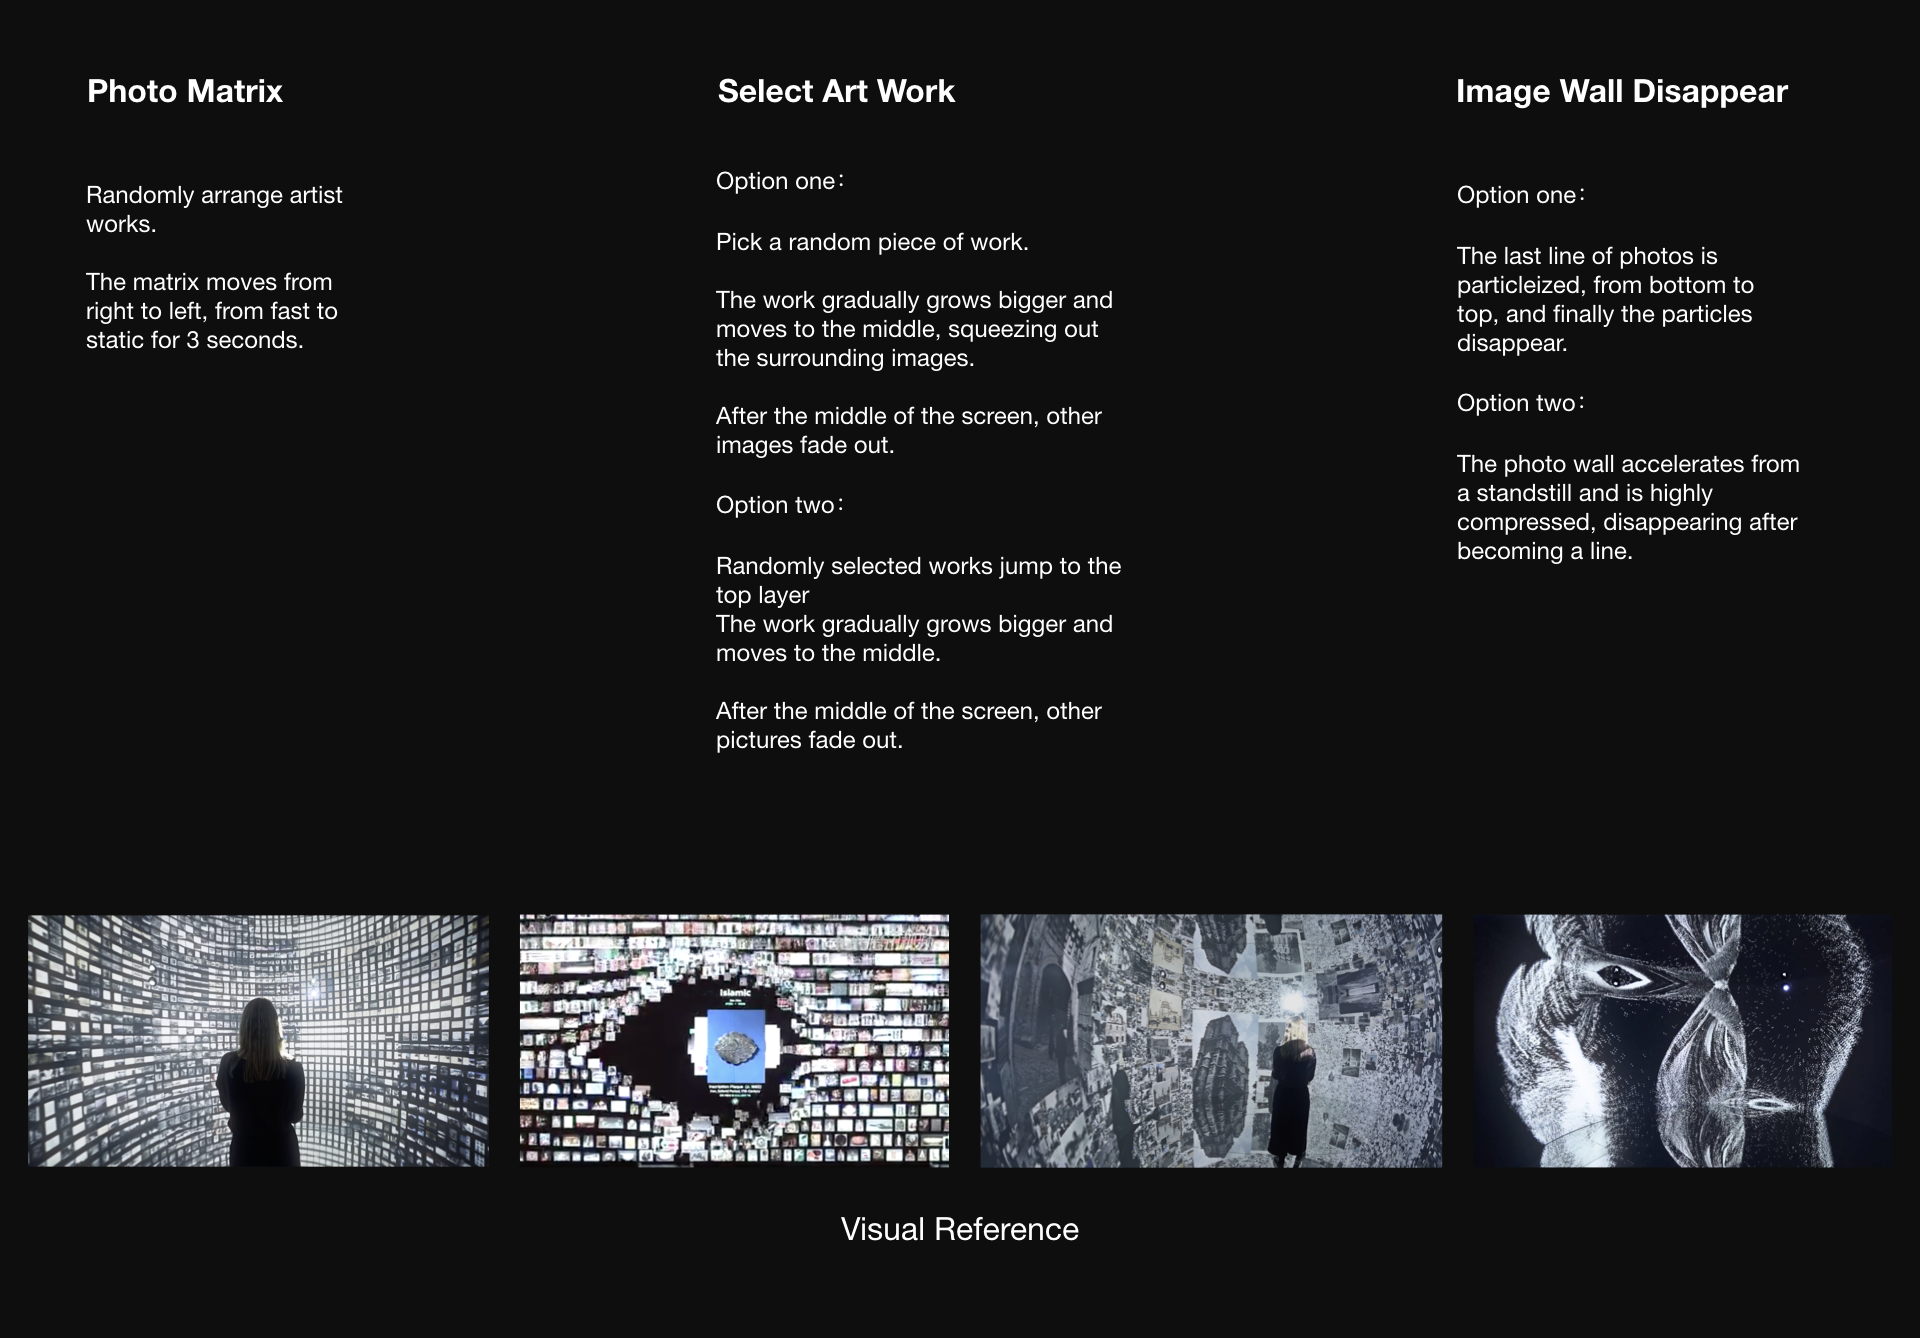 Photo Matrix
Randomly arrange artist
works.
The matrix moves from
right to left, from fast to
static for 3 seconds.
Select Art Work
Option one：
Pick a random piece of work.
The work gradually grows bigger and
moves to the middle, squeezing out
the surrounding images.
After the middle of the screen, other
images fade out.
Option two：
Randomly selected works jump to the
top layer
The work gradually grows bigger and
moves to the middle.
After the middle of the screen, other
pictures fade out.
Image Wall Disappear
Option one：
The last line of photos is
particleized, from bottom to
top, and finally the particles
disappear.
Option two：
The photo wall accelerates from
a standstill and is highly
compressed, disappearing after
becoming a line.
Islamic
Visual Reference